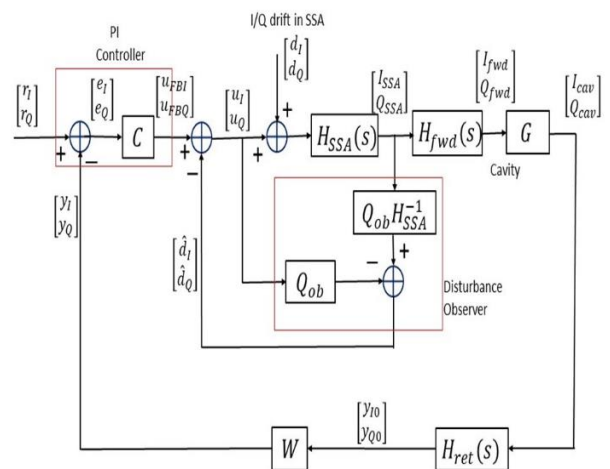 I/Q drift in SSA
PI
Controller
[d_I
d_Q]
[r_I
r_Q]
[e_I
e_Q]
[u_FBI
u_FBQ]
[u_I
u_Q]
[I_SSA
Q_SSA]
[I_fwd
Q_fwd]
[I_cav
Q_cav]
+
−
C
+
−
+
+
H_SSA(s)
H_fwd(s)
G
Cavity
[y_I
y_Q]
[d̂_I
d̂_Q]
Q_ob H_SSA^{-1}
+
−
Q_ob
Disturbance
Observer
[y_I0
y_Q0]
W
H_ret(s)